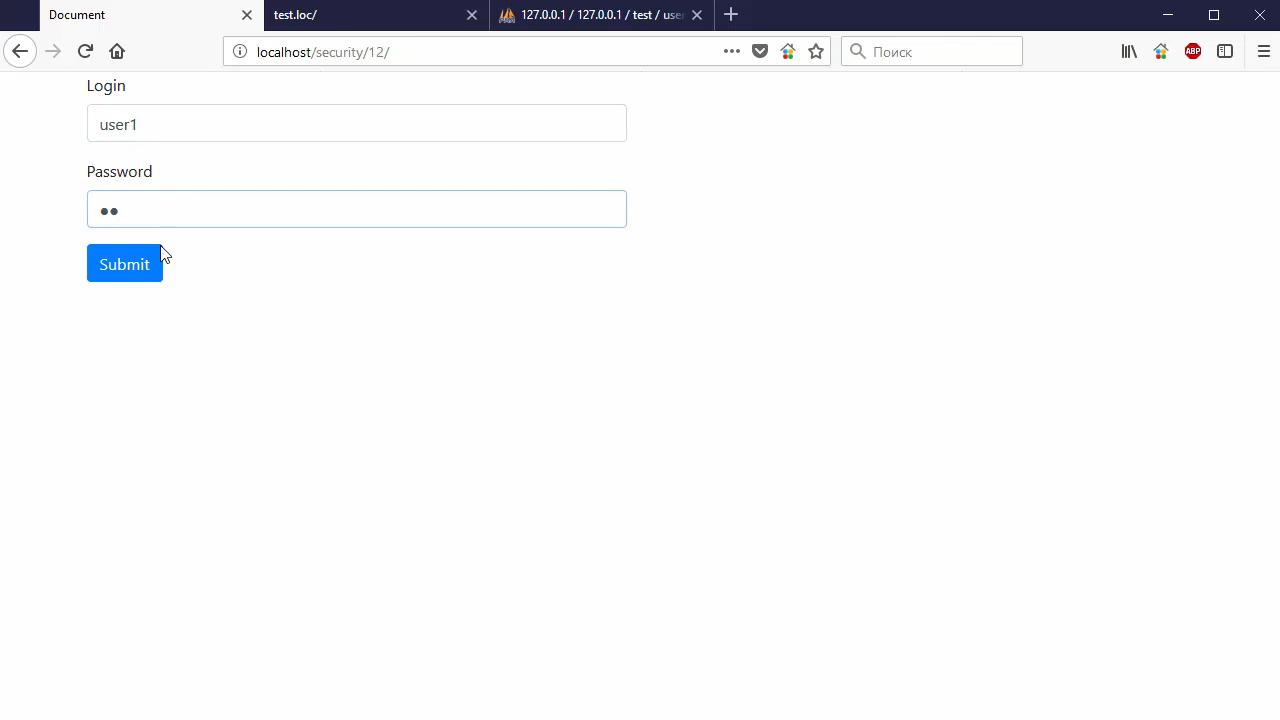 Document
test.loc/
127.0.0.1 / 127.0.0.1 / test / user
localhost/security/12/
Поиск
ABP
Login
user1
Password
Submit